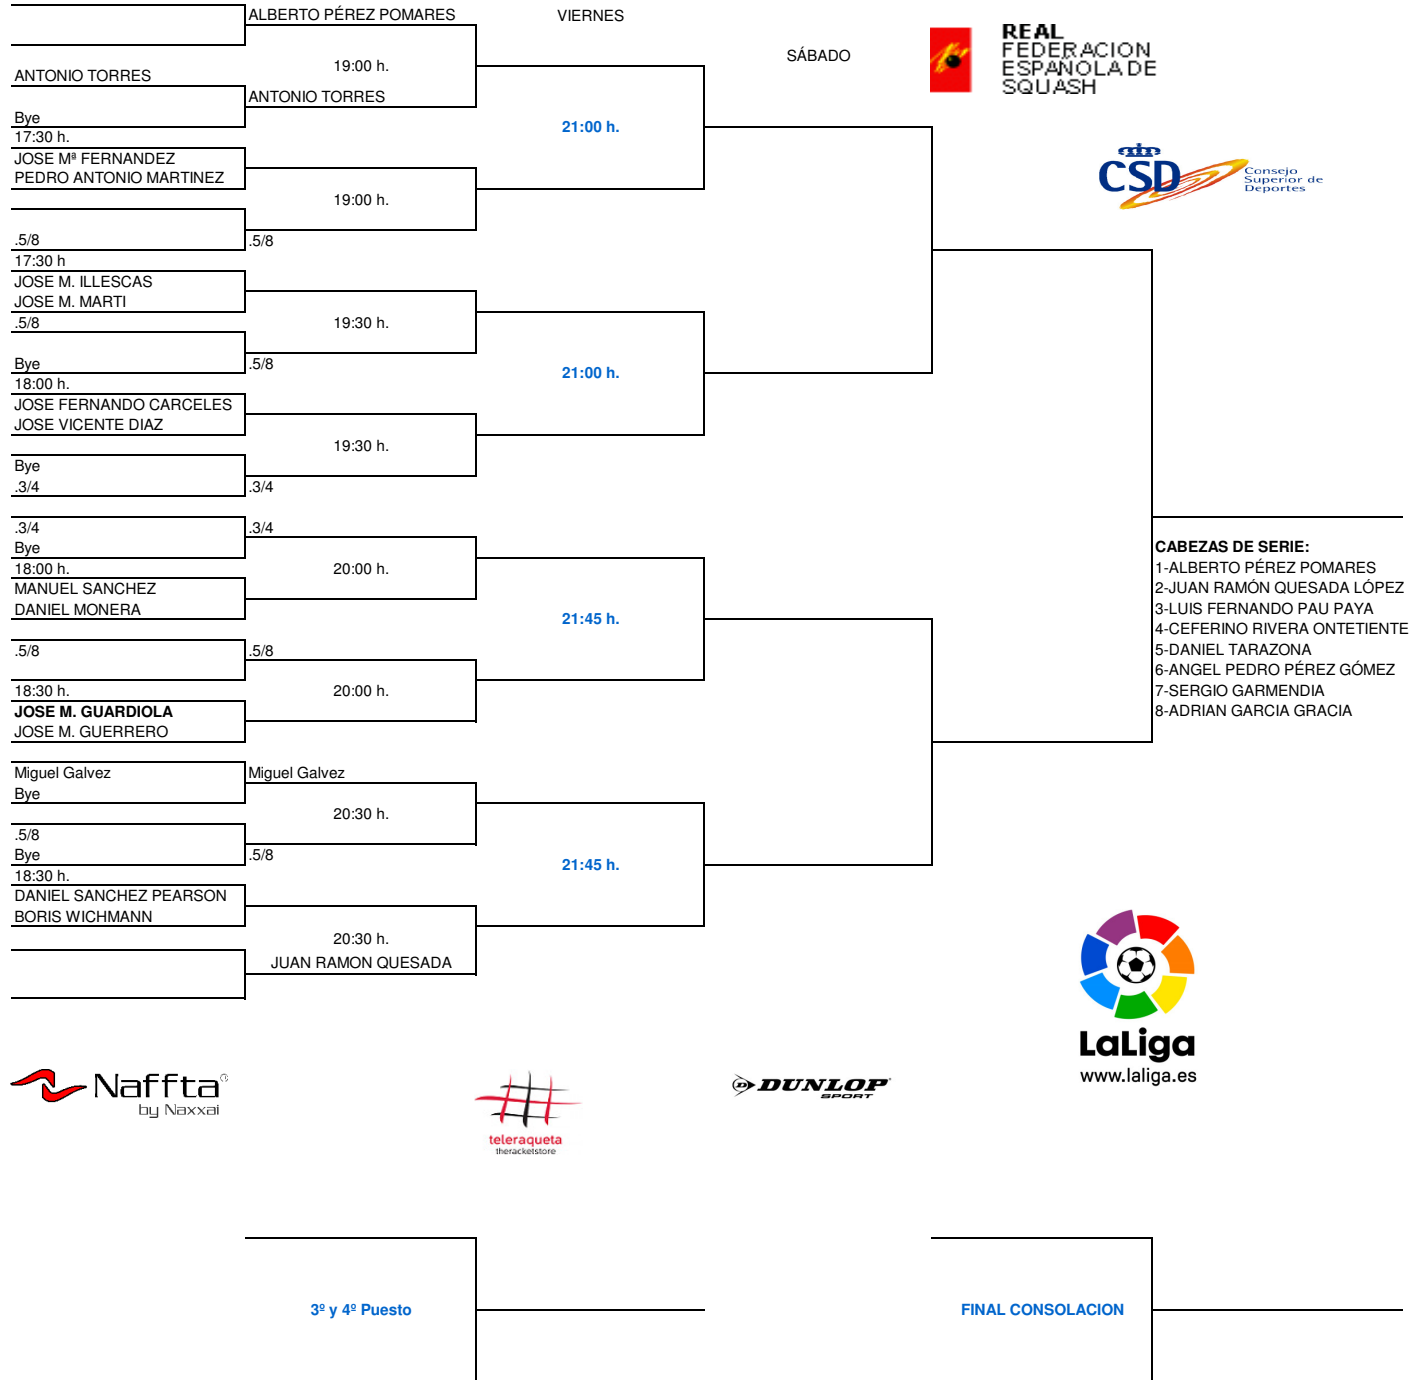 ALBERTO PÉREZ POMARES
VIERNES
SÁBADO
REAL
FEDERACION
ESPAÑOLA DE
SQUASH
19:00 h.
ANTONIO TORRES
ANTONIO TORRES
Bye
21:00 h.
17:30 h.
JOSE Mª FERNANDEZ
PEDRO ANTONIO MARTINEZ
CSD
Consejo
Superior de
Deportes
19:00 h.
.5/8
.5/8
17:30 h
JOSE M. ILLESCAS
JOSE M. MARTI
.5/8
19:30 h.
Bye
.5/8
21:00 h.
18:00 h.
JOSE FERNANDO CARCELES
JOSE VICENTE DIAZ
19:30 h.
Bye
.3/4
.3/4
.3/4
.3/4
Bye
18:00 h.
20:00 h.
MANUEL SANCHEZ
DANIEL MONERA
21:45 h.
.5/8
.5/8
18:30 h.
20:00 h.
JOSE M. GUARDIOLA
JOSE M. GUERRERO
CABEZAS DE SERIE:
1-ALBERTO PÉREZ POMARES
2-JUAN RAMÓN QUESADA LÓPEZ
3-LUIS FERNANDO PAU PAYA
4-CEFERINO RIVERA ONTETIENTE
5-DANIEL TARAZONA
6-ANGEL PEDRO PÉREZ GÓMEZ
7-SERGIO GARMENDIA
8-ADRIAN GARCIA GRACIA
Miguel Galvez
Miguel Galvez
Bye
20:30 h.
.5/8
Bye
.5/8
21:45 h.
18:30 h.
DANIEL SANCHEZ PEARSON
BORIS WICHMANN
20:30 h.
JUAN RAMON QUESADA
LaLiga
www.laliga.es
Naffta®
by Naxxai
teleraqueta
theracketstore
DUNLOP
SPORT
3º y 4º Puesto
FINAL CONSOLACION